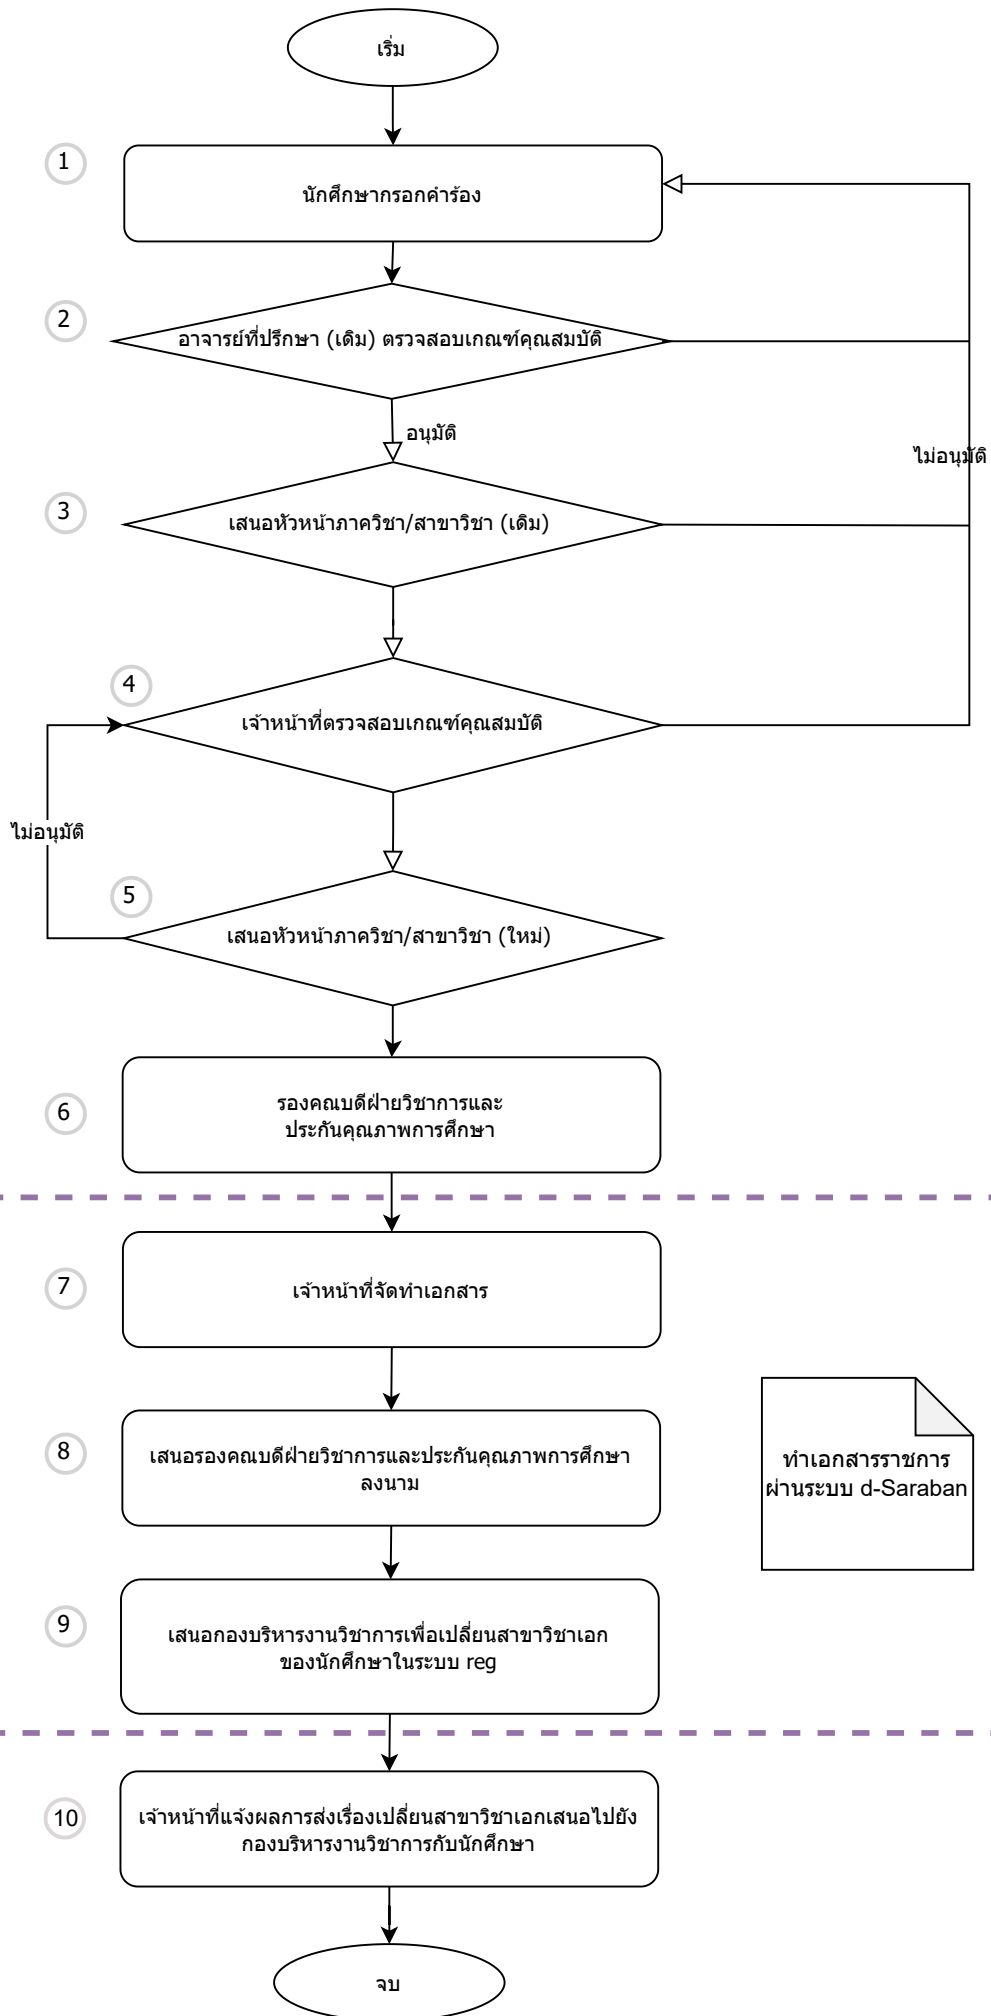 เริ่ม
1
นักศึกษากรอกคำร้อง
2
อาจารย์ที่ปรึกษา (เดิม) ตรวจสอบเกณฑ์คุณสมบัติ
อนุมัติ
ไม่อนุมัติ
3
เสนอหัวหน้าภาควิชา/สาขาวิชา (เดิม)
4
เจ้าหน้าที่ตรวจสอบเกณฑ์คุณสมบัติ
ไม่อนุมัติ
5
เสนอหัวหน้าภาควิชา/สาขาวิชา (ใหม่)
6
รองคณบดีฝ่ายวิชาการและ
ประกันคุณภาพการศึกษา
7
เจ้าหน้าที่จัดทำเอกสาร
8
เสนอรองคณบดีฝ่ายวิชาการและประกันคุณภาพการศึกษา
ลงนาม
ทำเอกสารราชการ
ผ่านระบบ d-Saraban
9
เสนอกองบริหารงานวิชาการเพื่อเปลี่ยนสาขาวิชาเอก
ของนักศึกษาในระบบ reg
10
เจ้าหน้าที่แจ้งผลการส่งเรื่องเปลี่ยนสาขาวิชาเอกเสนอไปยัง
กองบริหารงานวิชาการกับนักศึกษา
จบ